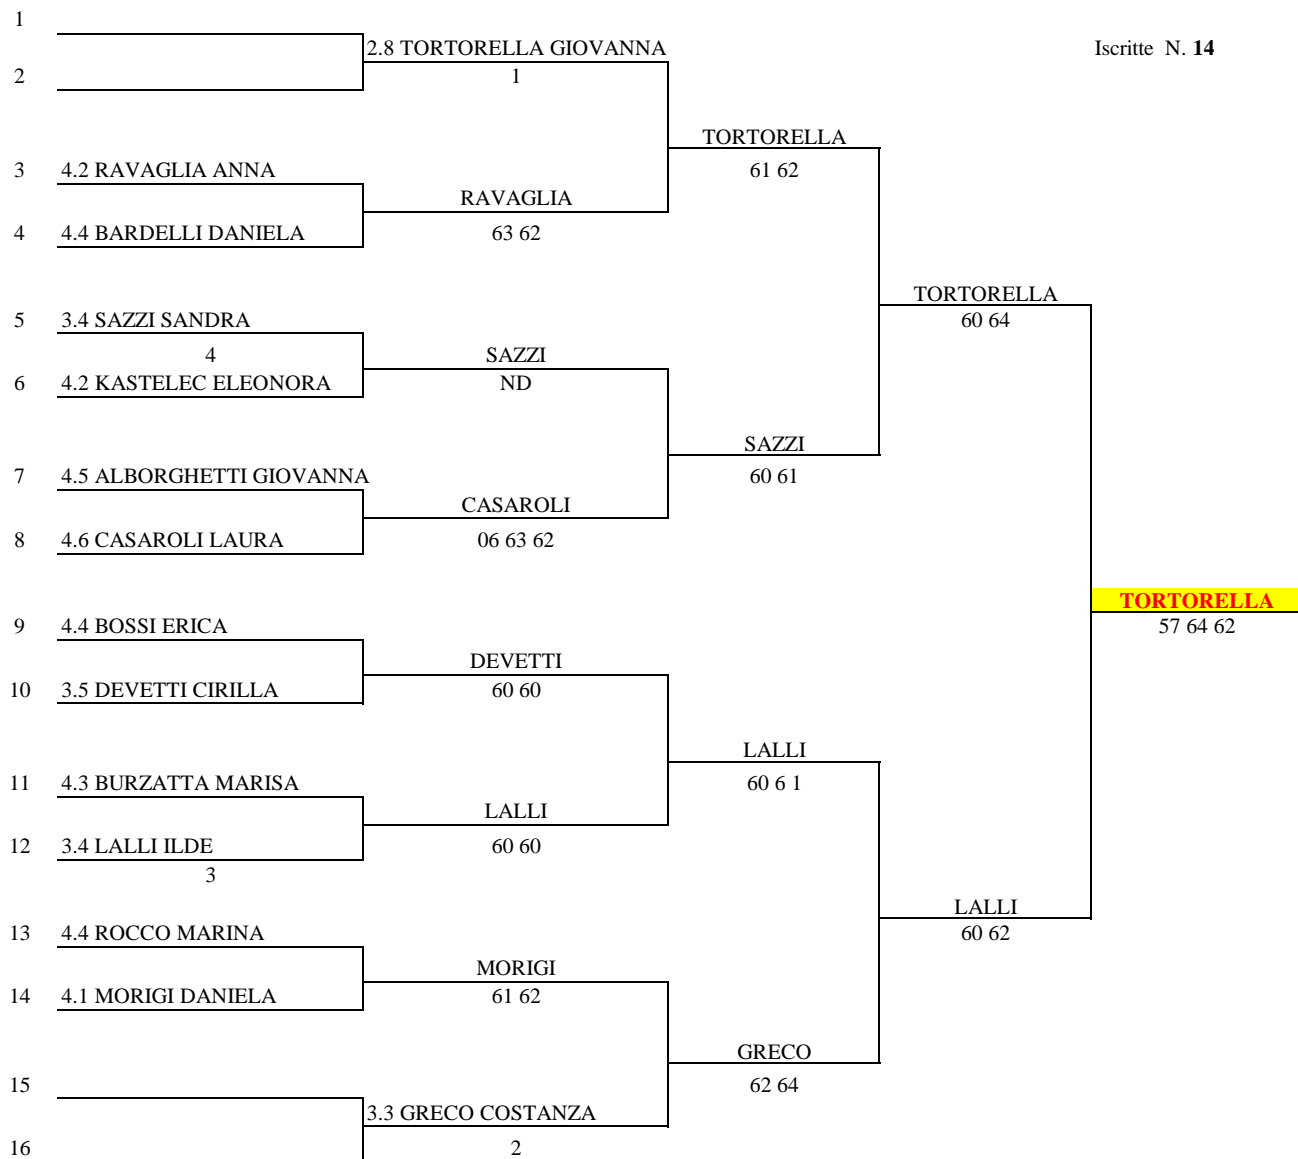 1
2.8 TORTORELLA GIOVANNA
Iscritte N. 14
2
1
TORTORELLA
3 4.2 RAVAGLIA ANNA
61 62
RAVAGLIA
4 4.4 BARDELLI DANIELA
63 62
TORTORELLA
5 3.4 SAZZI SANDRA
60 64
4
SAZZI
6 4.2 KASTELEC ELEONORA
ND
SAZZI
7 4.5 ALBORGHETTI GIOVANNA
60 61
CASAROLI
8 4.6 CASAROLI LAURA
06 63 62
TORTORELLA
9 4.4 BOSSI ERICA
57 64 62
DEVETTI
10 3.5 DEVETTI CIRILLA
60 60
LALLI
11 4.3 BURZATTA MARISA
60 6 1
LALLI
12 3.4 LALLI ILDE
60 60
3
LALLI
13 4.4 ROCCO MARINA
60 62
MORIGI
14 4.1 MORIGI DANIELA
61 62
GRECO
15
62 64
3.3 GRECO COSTANZA
16
2